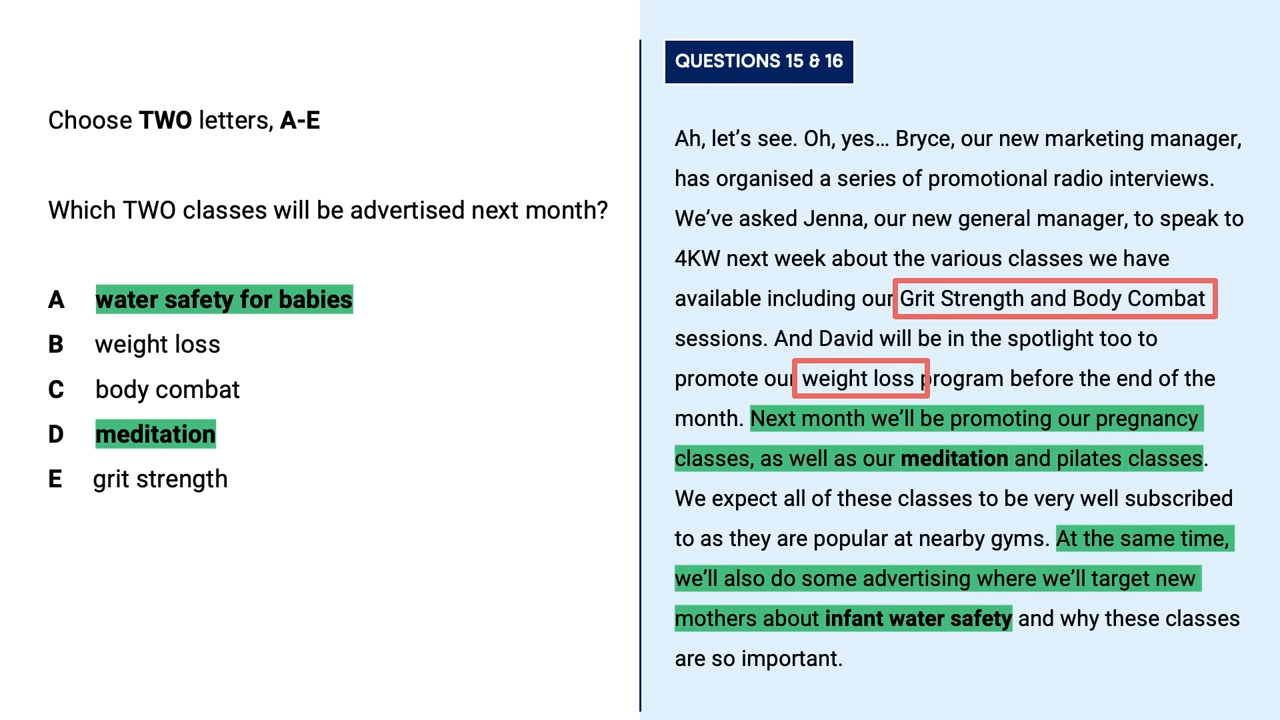 Choose TWO letters, A-E
Which TWO classes will be advertised next month?
A water safety for babies
B weight loss
C body combat
D meditation
E grit strength
QUESTIONS 15 & 16
Ah, let’s see. Oh, yes… Bryce, our new marketing manager,
has organised a series of promotional radio interviews.
We’ve asked Jenna, our new general manager, to speak to
4KW next week about the various classes we have
available including our Grit Strength and Body Combat
sessions. And David will be in the spotlight too to
promote our weight loss program before the end of the
month. Next month we’ll be promoting our pregnancy
classes, as well as our meditation and pilates classes.
We expect all of these classes to be very well subscribed
to as they are popular at nearby gyms. At the same time,
we’ll also do some advertising where we’ll target new
mothers about infant water safety and why these classes
are so important.